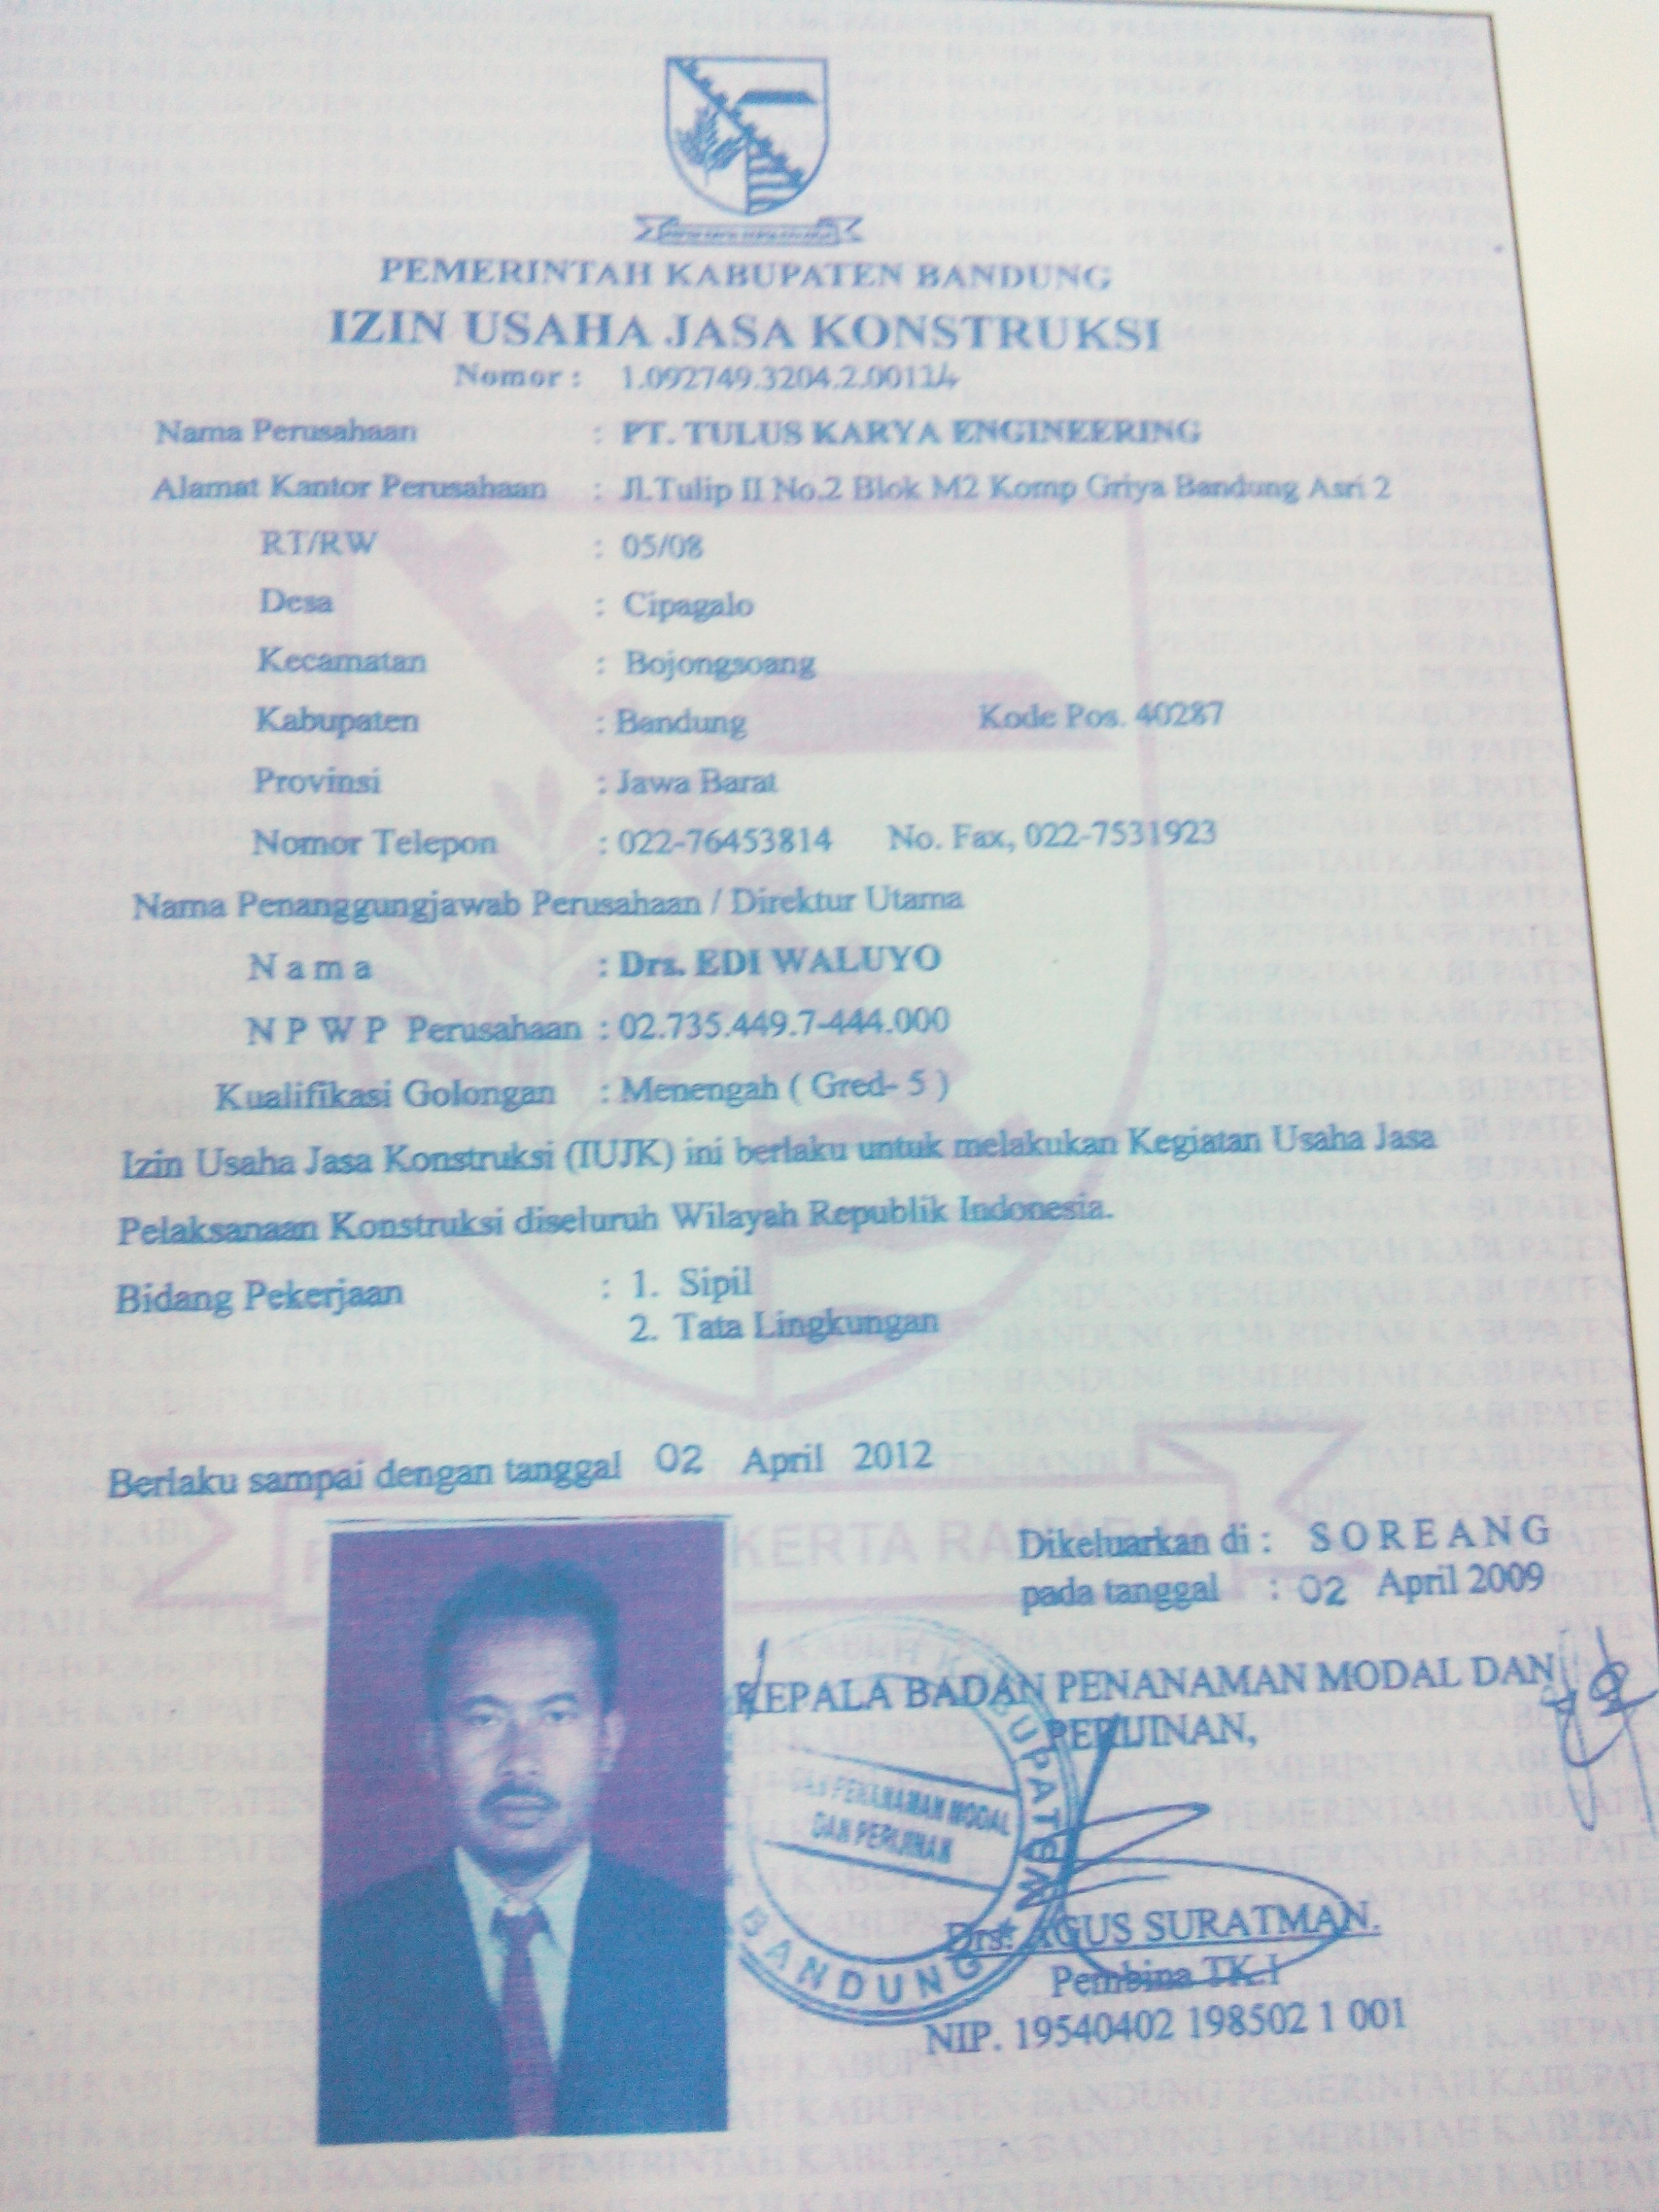 PEMERINTAH KABUPATEN BANDUNG
IZIN USAHA JASA KONSTRUKSI
Nomor : 1.092749.3204.2.00114
Nama Perusahaan : PT. TULUS KARYA ENGINEERING
Alamat Kantor Perusahaan : Jl.Tulip II No.2 Blok M2 Komp Griya Bandung Asri 2
RT/RW : 05/08
Desa : Cipagalo
Kecamatan : Bojongsoang
Kabupaten : Bandung Kode Pos. 40287
Provinsi : Jawa Barat
Nomor Telepon : 022-76453814 No. Fax, 022-7531923
Nama Penanggungjawab Perusahaan / Direktur Utama
N a m a : Drs. EDI WALUYO
N P W P Perusahaan : 02.735.449.7-444.000
Kualifikasi Golongan : Menengah ( Gred- 5 )
Izin Usaha Jasa Konstruksi (IUJK) ini berlaku untuk melakukan Kegiatan Usaha Jasa
Pelaksanaan Konstruksi diseluruh Wilayah Republik Indonesia.
Bidang Pekerjaan : 1. Sipil
2. Tata Lingkungan
Berlaku sampai dengan tanggal 02 April 2012
KERTA RAHARJA
Dikeluarkan di : S O R E A N G
pada tanggal : 02 April 2009
KEPALA BADAN PENANAMAN MODAL DAN
PERIJINAN,
KABUPATEN
PENANAMAN MODAL
DAN PERIJINAN
BANDUNG
Drs. AGUS SURATMAN.
Pembina TK.I
NIP. 19540402 198502 1 001